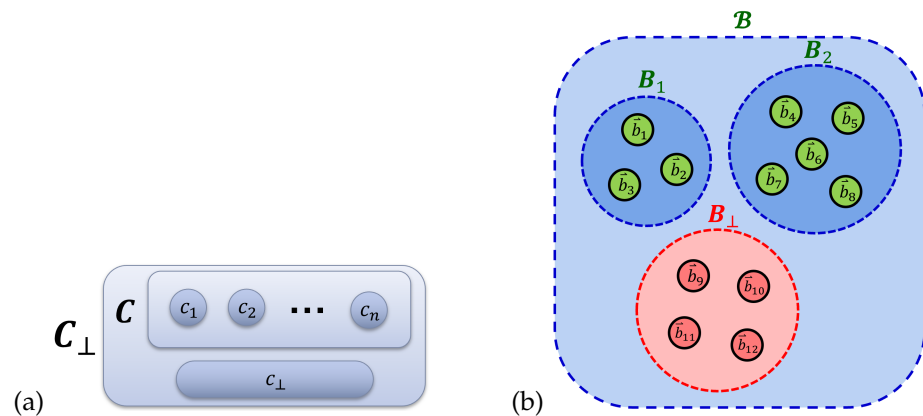 (a)
C⊥
C
c₁ c₂ ⋯ cₙ
c⊥
(b)
ℬ
B₁
B₂
b⃗₁
b⃗₂
b⃗₃
b⃗₄
b⃗₅
b⃗₆
b⃗₇
b⃗₈
B⊥
b⃗₉
b⃗₁₀
b⃗₁₁
b⃗₁₂